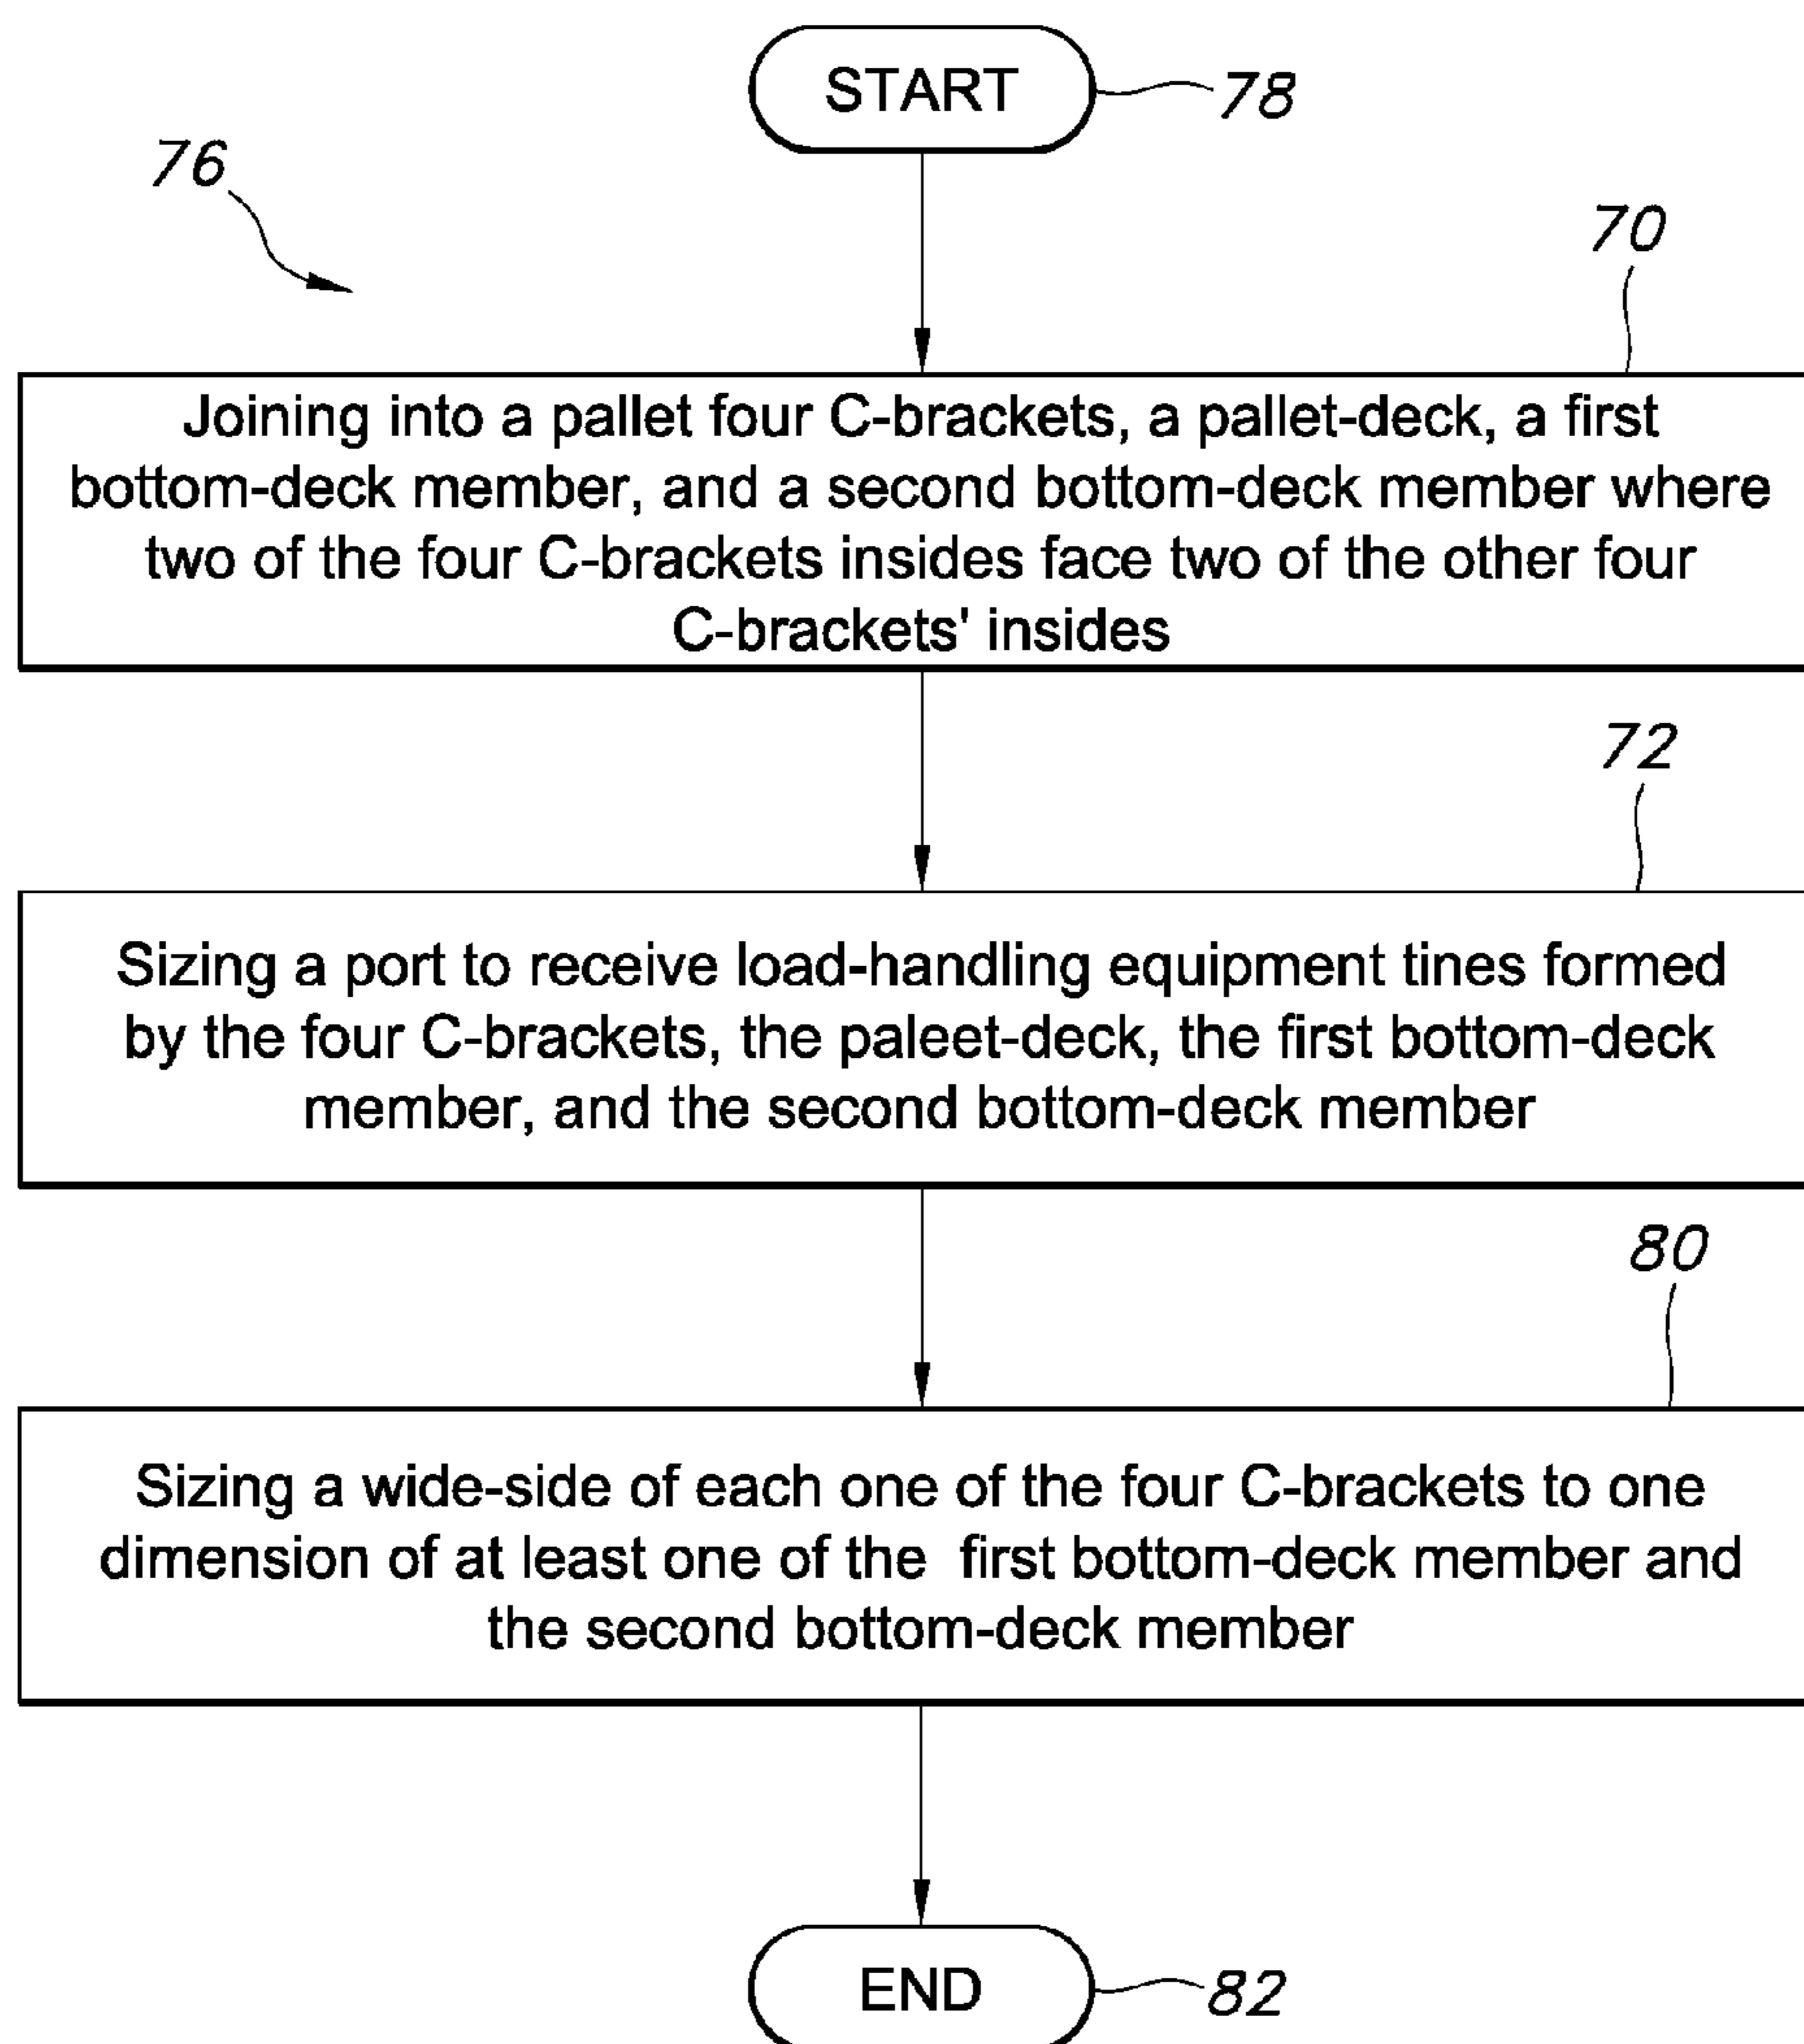 START
78
76
70
Joining into a pallet four C-brackets, a pallet-deck, a first
bottom-deck member, and a second bottom-deck member where
two of the four C-brackets insides face two of the other four
C-brackets' insides
72
Sizing a port to receive load-handling equipment tines formed
by the four C-brackets, the paleet-deck, the first bottom-deck
member, and the second bottom-deck member
80
Sizing a wide-side of each one of the four C-brackets to one
dimension of at least one of the first bottom-deck member and
the second bottom-deck member
END
82